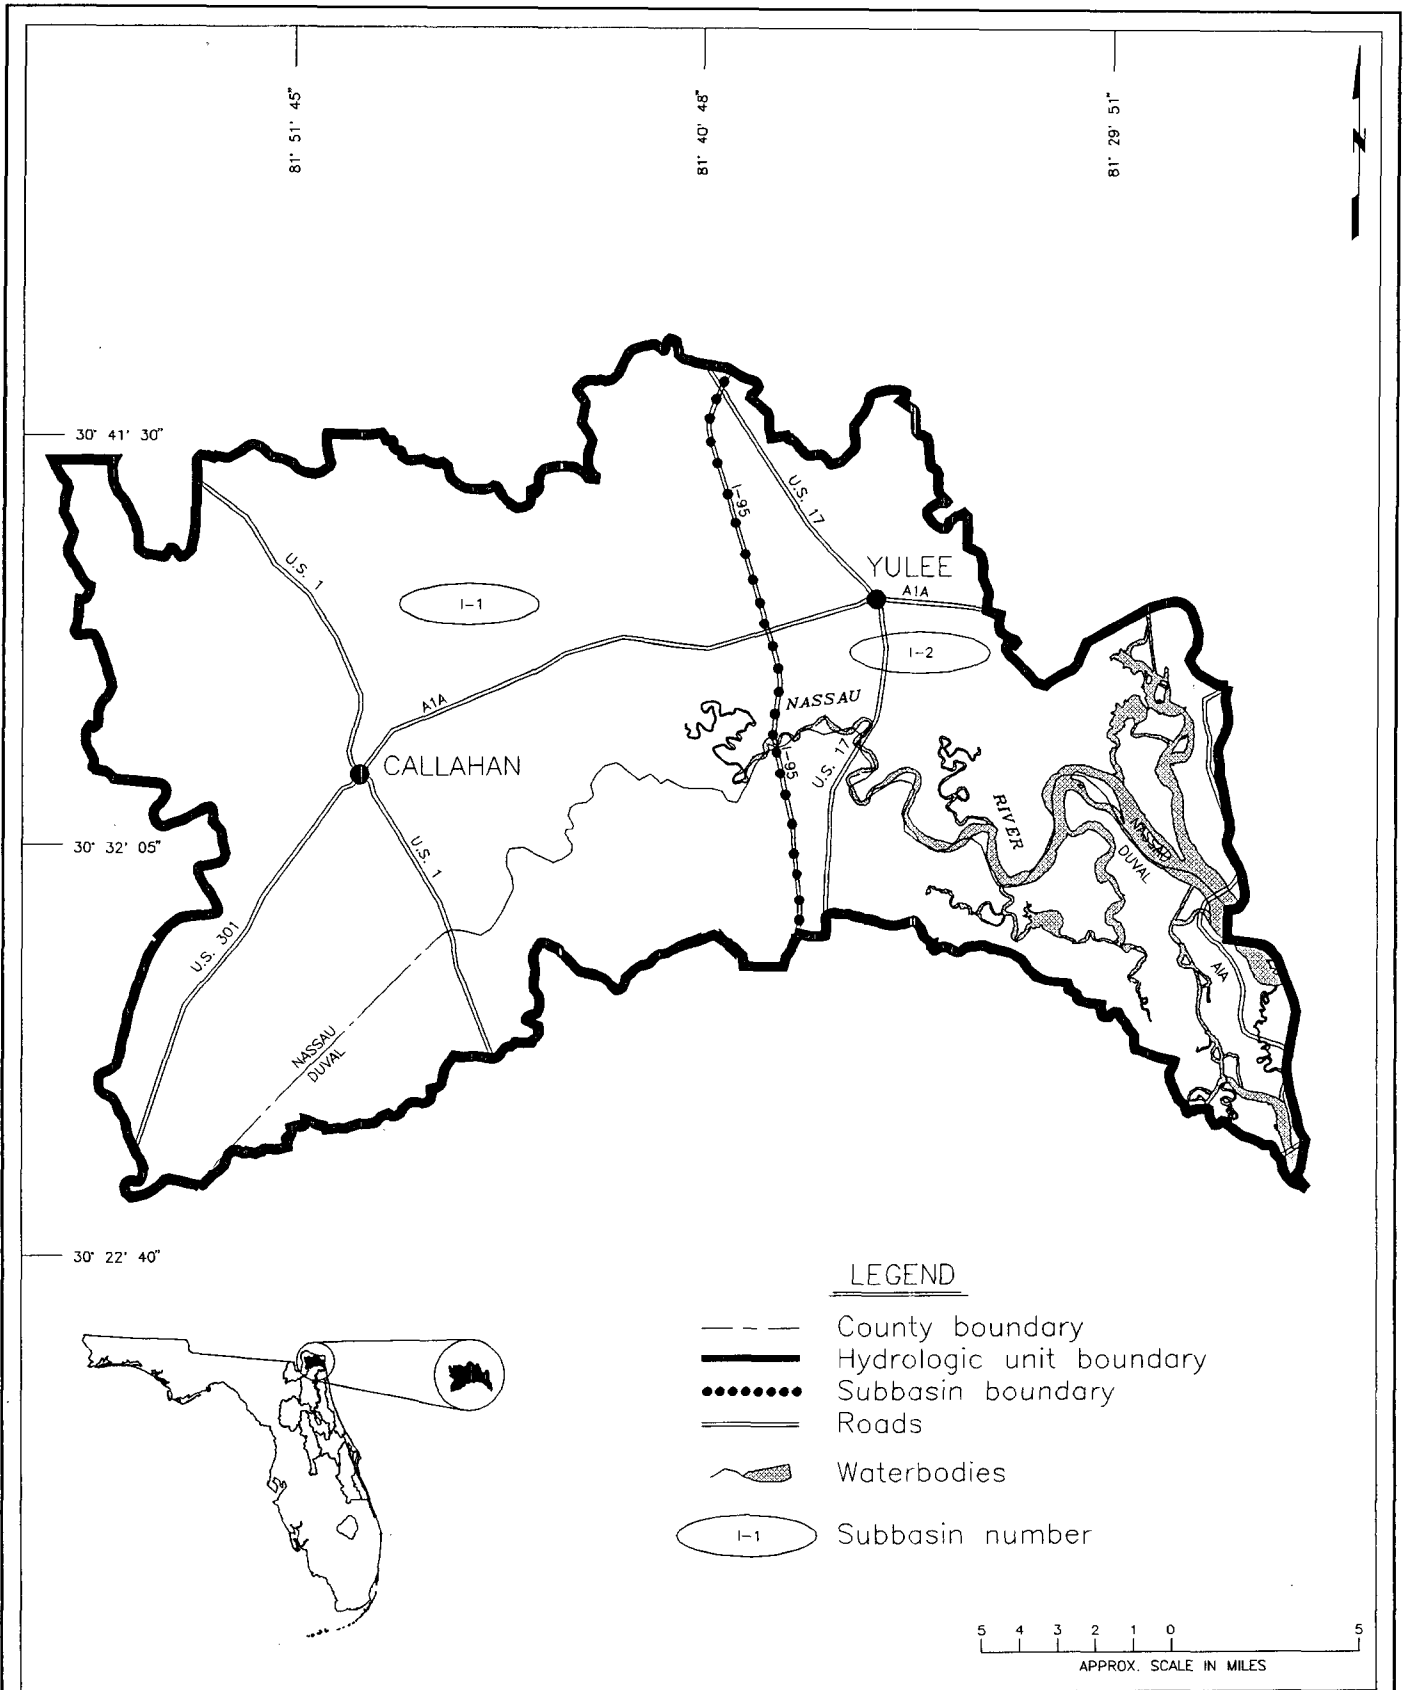 81° 51' 45"
81° 40' 48"
81° 29' 51"
N
30° 41' 30"
I-95
U.S. 17
U.S. 1
YULEE
A1A
I-1
I-2
A1A
NASSAU
CALLAHAN
I-95
U.S. 17
RIVER
NASSAU
DUVAL
30° 32' 05"
U.S. 1
U.S. 301
A1A
NASSAU
DUVAL
30° 22' 40"
LEGEND
County boundary
Hydrologic unit boundary
Subbasin boundary
Roads
Waterbodies
I-1 Subbasin number
5 4 3 2 1 0 5
APPROX. SCALE IN MILES